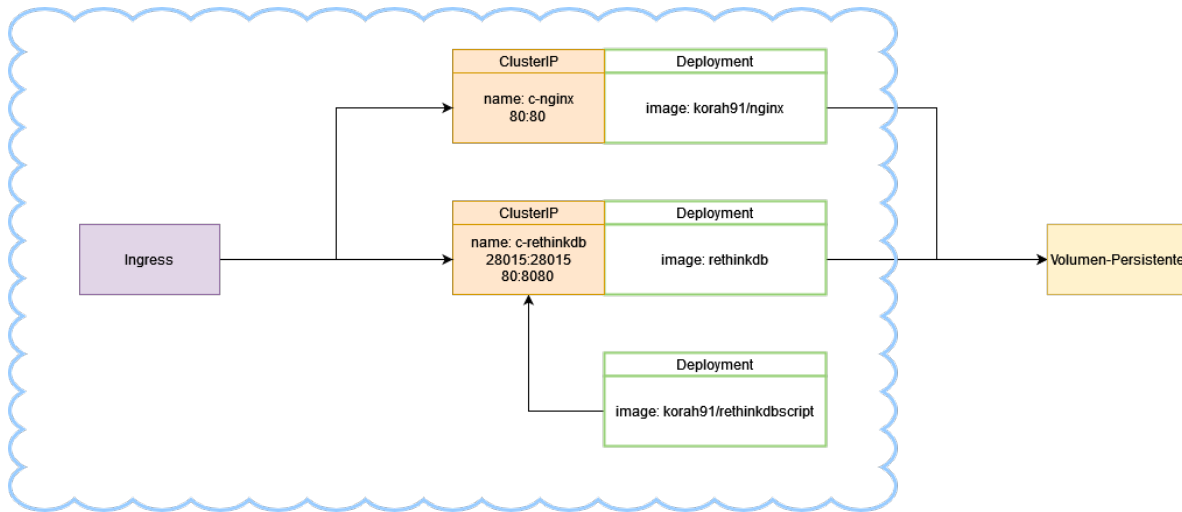 ClusterIP
Deployment
name: c-nginx
80:80
image: korah91/nginx
ClusterIP
Deployment
Ingress
name: c-rethinkdb
28015:28015
80:8080
image: rethinkdb
Volumen-Persistente
Deployment
image: korah91/rethinkdbscript